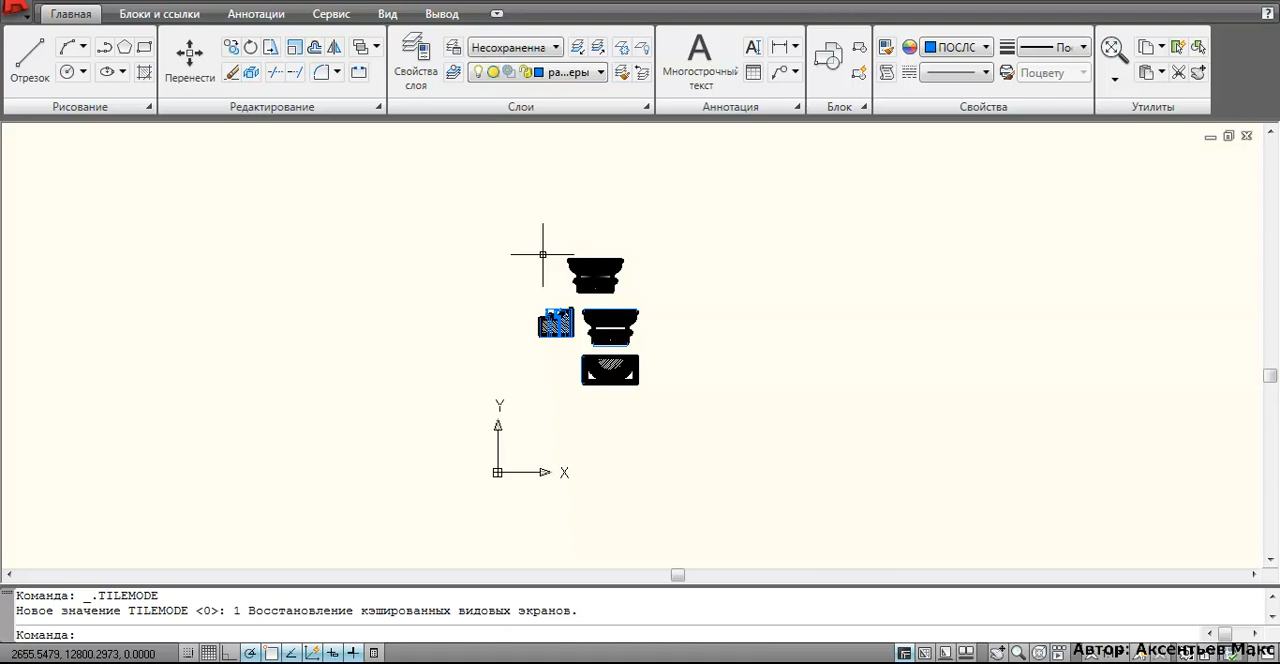 Главная Блоки и ссылки Аннотации Сервис Вид Вывод
Отрезок
Перенести
Свойства слоя
Несохраненна
ра...еры
Многострочный текст
Блок
ПОСЛС
По
Поцвету
Рисование Редактирование Слои Аннотация Блок Свойства Утилиты
Y
X
Команда: _.TILEMODE
Новое значение TILEMODE <0>: 1 Восстановление кэшированных видовых экранов.
Команда:
2655.5479, 12800.2973, 0.0000
Автор: Аксентьев Макс